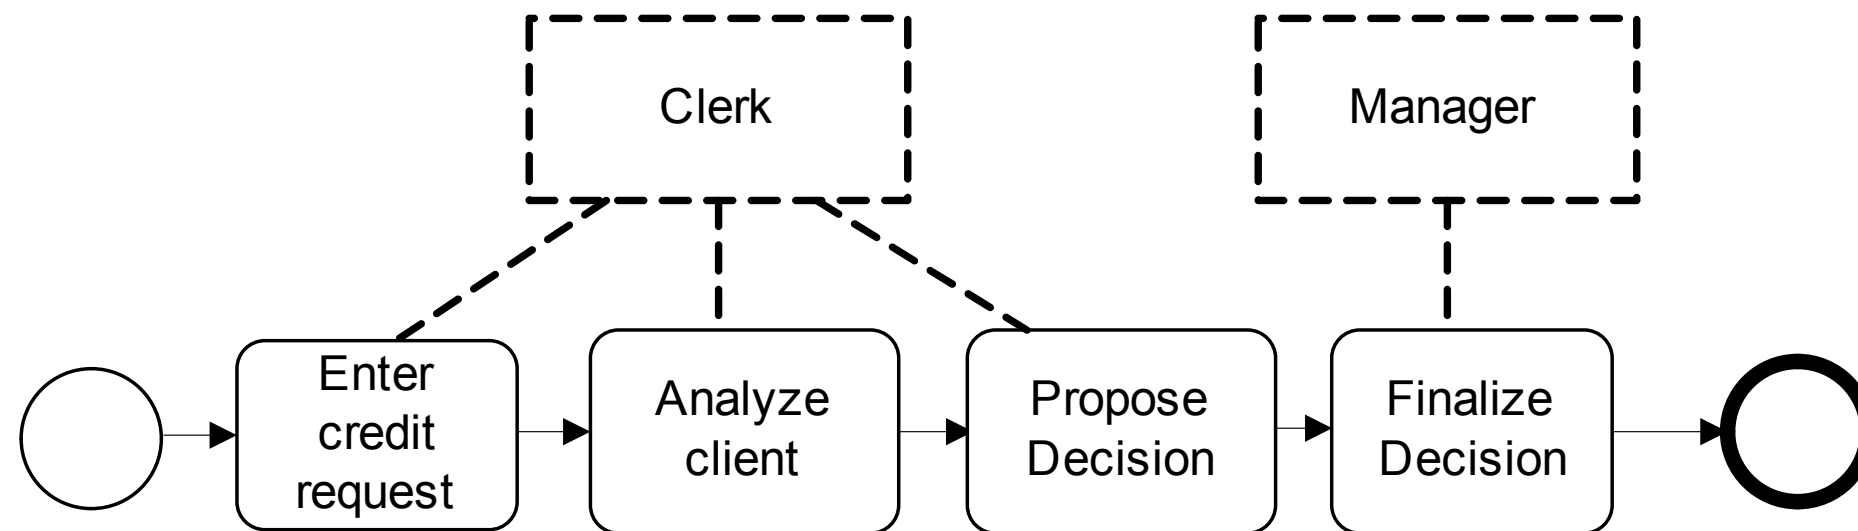 Clerk
Manager
Enter
credit
request
Analyze
client
Propose
Decision
Finalize
Decision